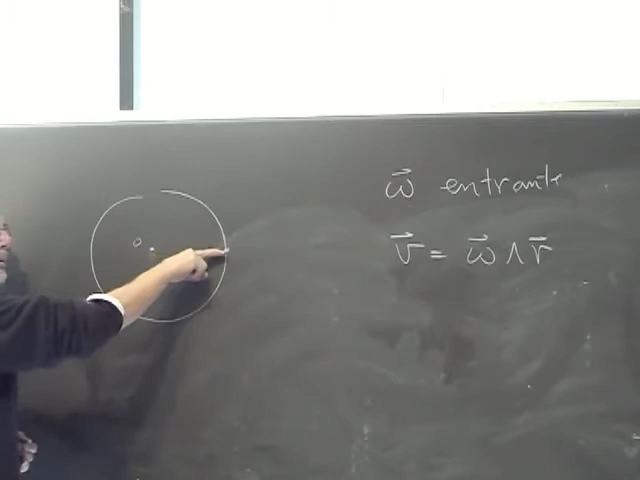 ω⃗ entrante
O
v⃗ = ω⃗ ∧ r⃗